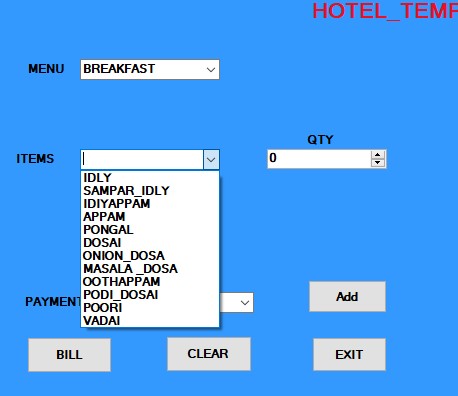 HOTEL_TEMP
MENU BREAKFAST
QTY
ITEMS 0
IDLY
SAMPAR_IDLY
IDIYAPPAM
APPAM
PONGAL
DOSAI
ONION_DOSA
MASALA _DOSA
OOTHAPPAM
PODI_DOSAI
POORI
VADAI
PAYMENT
Add
BILL CLEAR EXIT